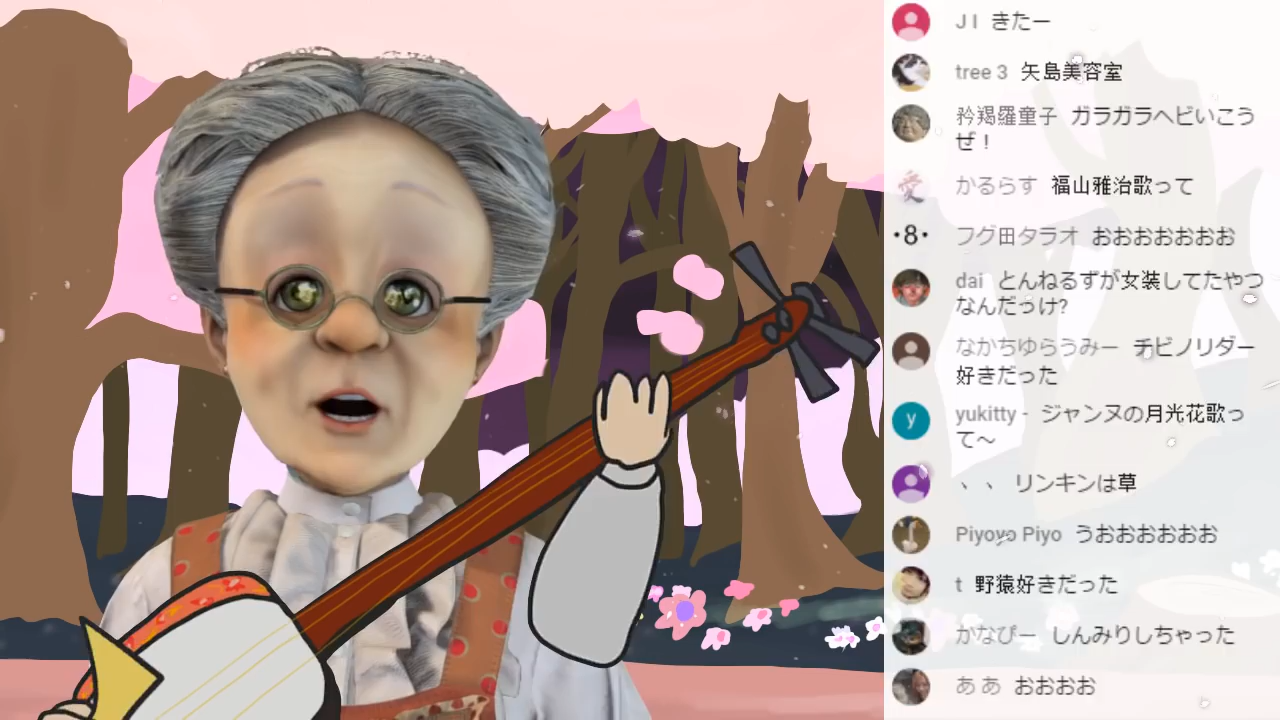 J I きたー
tree 3 矢島美容室
矜羯羅童子 ガラガラヘビいこう
ぜ！
愛
かるらす 福山雅治歌って
・8・
フグ田タラオ おおおおおおお
dai とんねるずが女装してたやつ
なんだっけ?
なかちゆらうみー チビノリダー
好きだった
y
yukitty - ジャンヌの月光花歌っ
て〜
、、 リンキンは草
Piyoyo Piyo うおおおおおお
t 野猿好きだった
かなぴー しんみりしちゃった
ああ おおおお